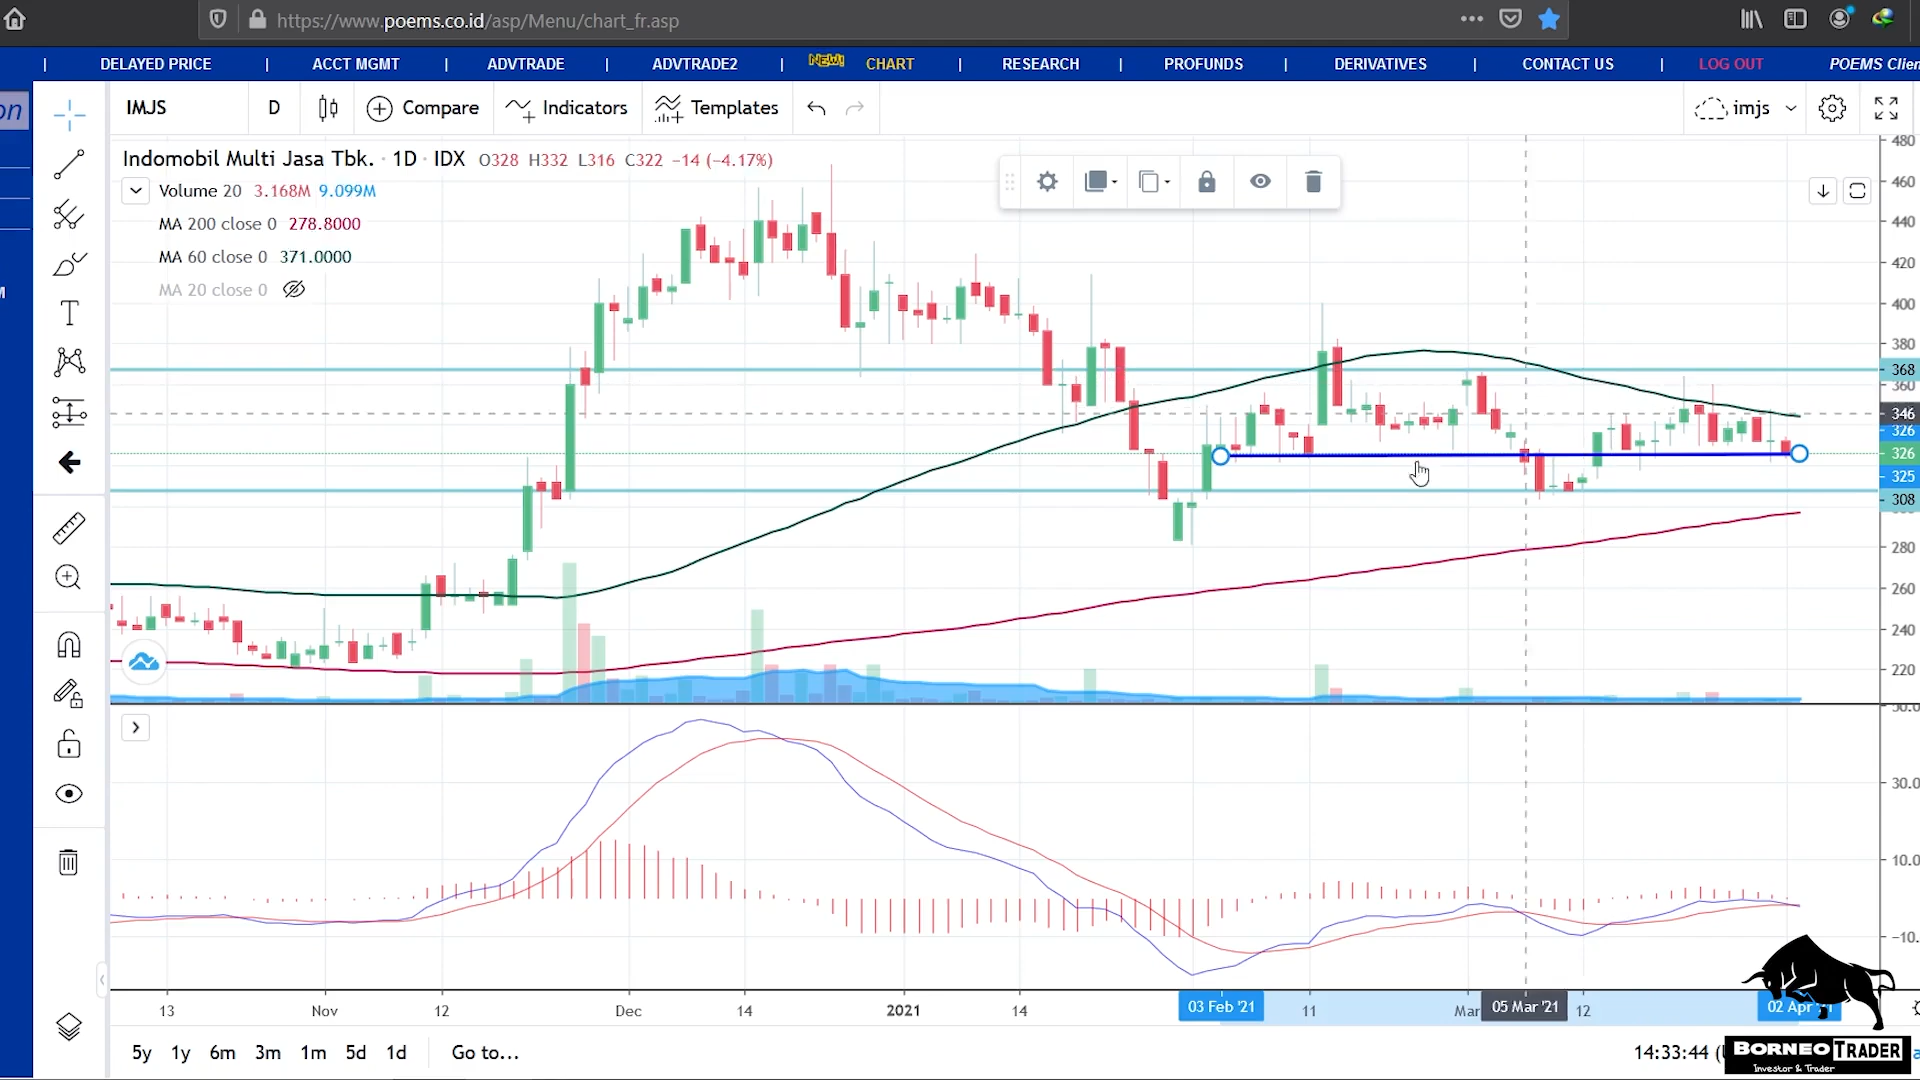 https://www.poems.co.id/asp/Menu/chart_fr.asp
| DELAYED PRICE | ACCT MGMT | ADVTRADE | ADVTRADE2 | NEW! CHART | RESEARCH | PROFUNDS | DERIVATIVES | CONTACT US | LOG OUT POEMS Clien
on
IMJS D Compare Indicators Templates imjs
Indomobil Multi Jasa Tbk. · 1D · IDX O328 H332 L316 C322 −14 (−4.17%)
Volume 20 3.168M 9.099M
MA 200 close 0 278.8000
MA 60 close 0 371.0000
MA 20 close 0
480
460
440
420
400
380
368
360
346
326
326
325
308
280
260
240
220
50.0
30.0
10.0
−10.
13 Nov 12 Dec 14 2021 14 03 Feb '21 11 Mar 05 Mar '21 12 02 Apr
5y 1y 6m 3m 1m 5d 1d Go to... 14:33:44 (
BORNEO TRADER
Investor & Trader